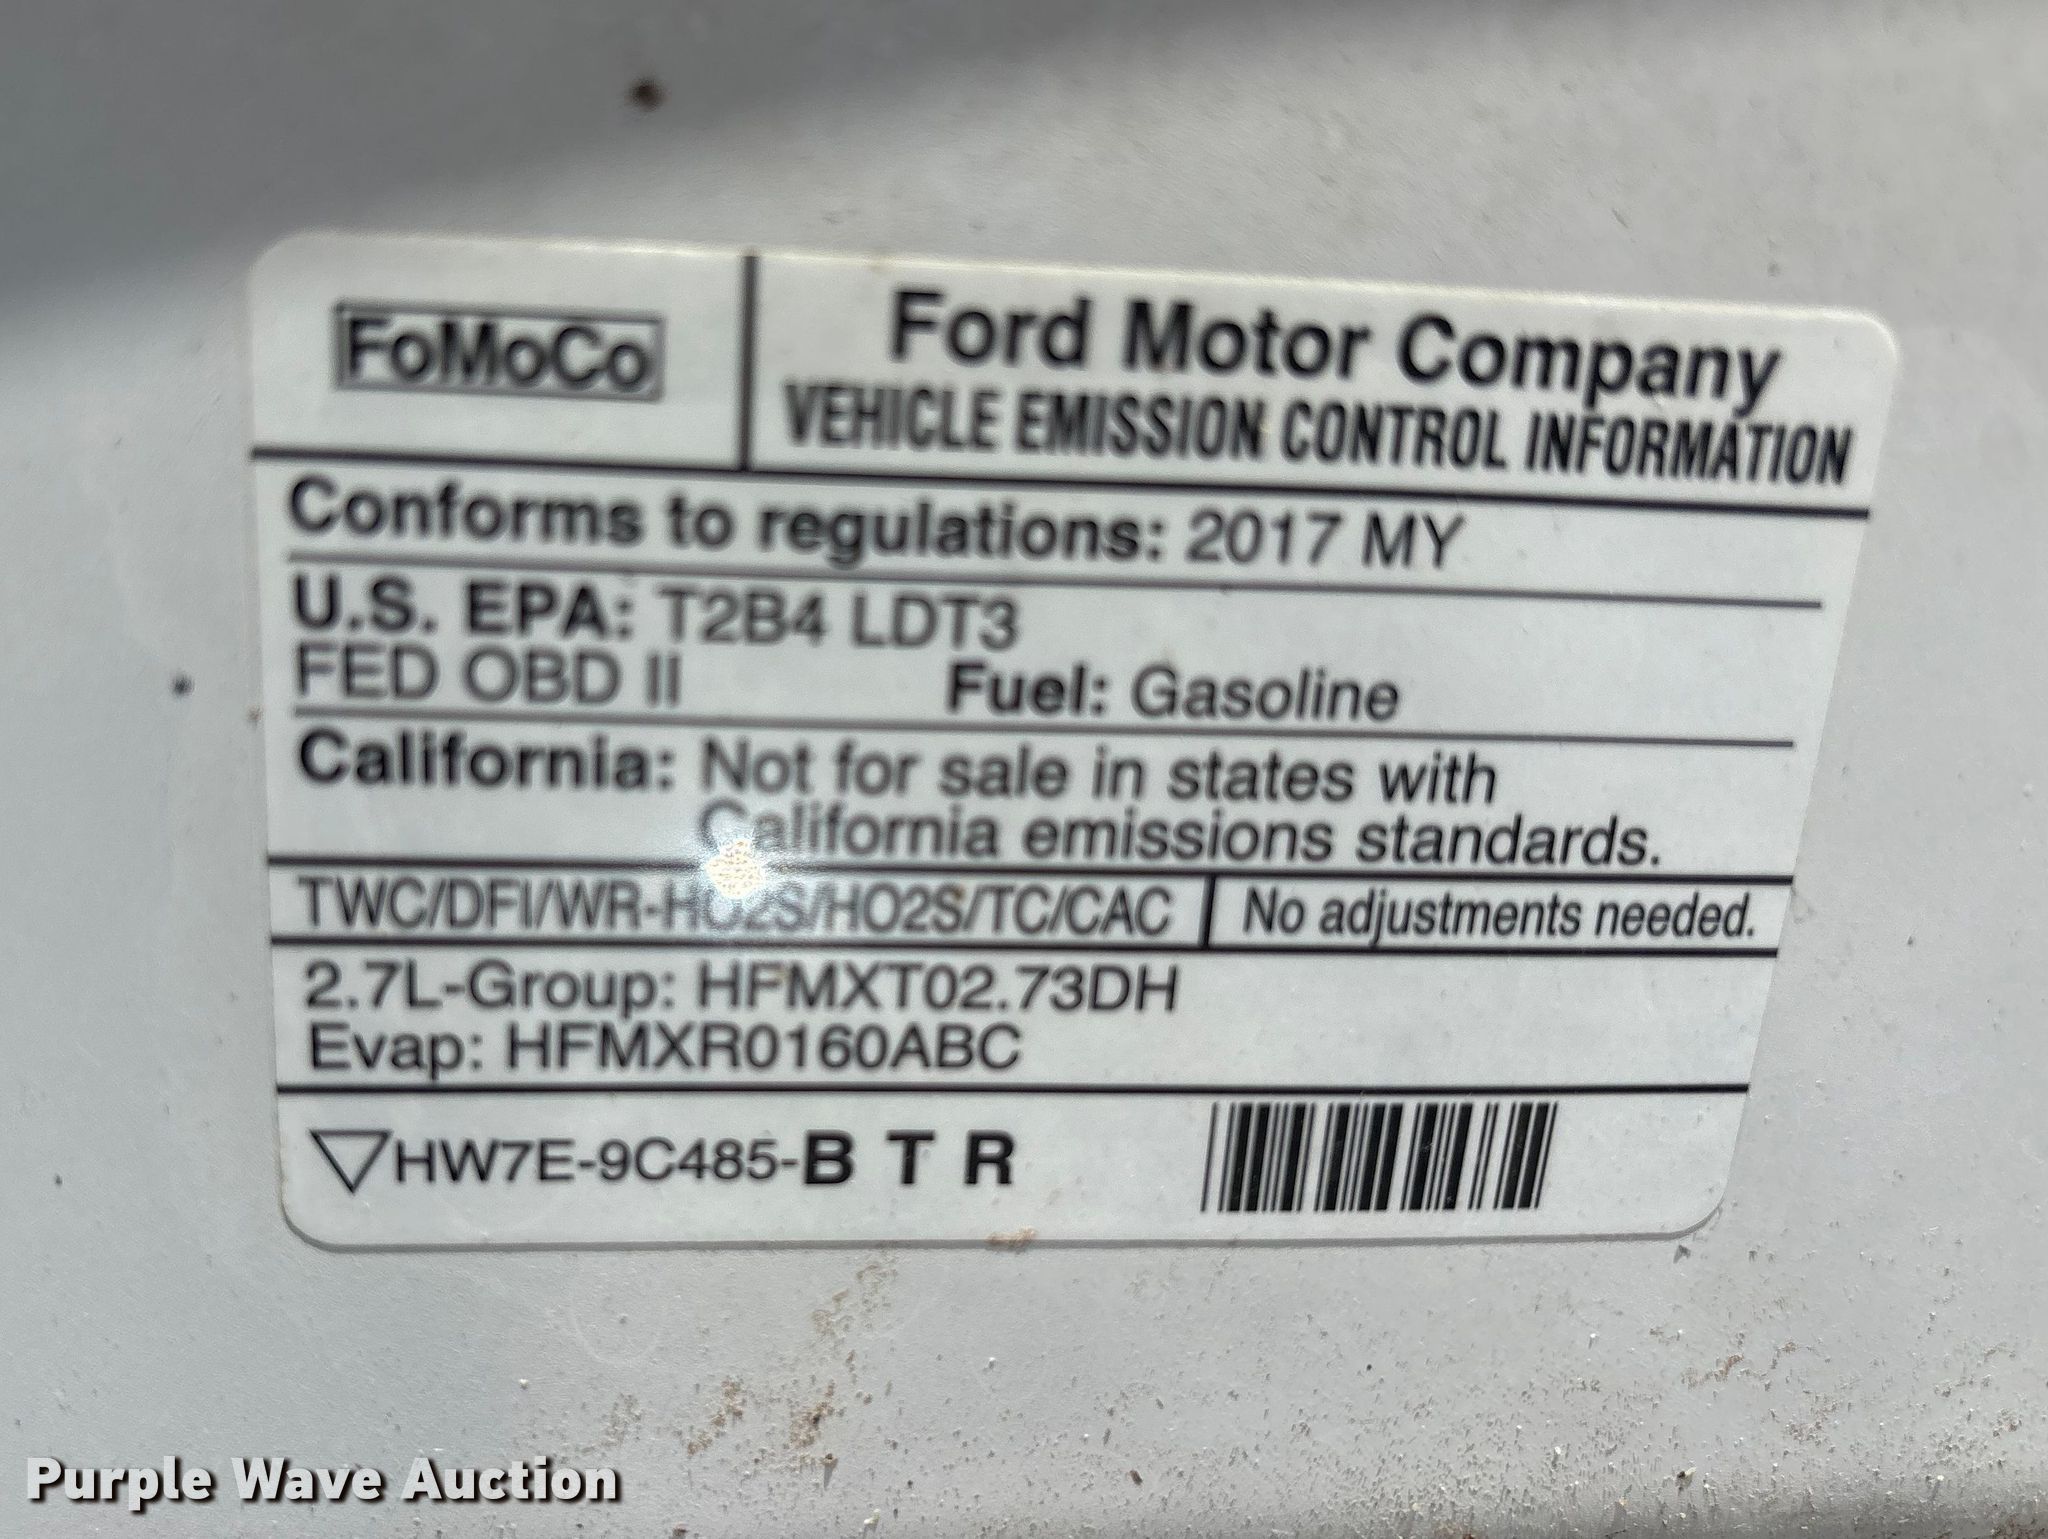 FoMoCo
Ford Motor Company
VEHICLE EMISSION CONTROL INFORMATION
Conforms to regulations: 2017 MY
U.S. EPA: T2B4 LDT3
FED OBD II Fuel: Gasoline
California: Not for sale in states with
California emissions standards.
TWC/DFI/WR-HO2S/HO2S/TC/CAC No adjustments needed.
2.7L-Group: HFMXT02.73DH
Evap: HFMXR0160ABC
HW7E-9C485-B T R
Purple Wave Auction